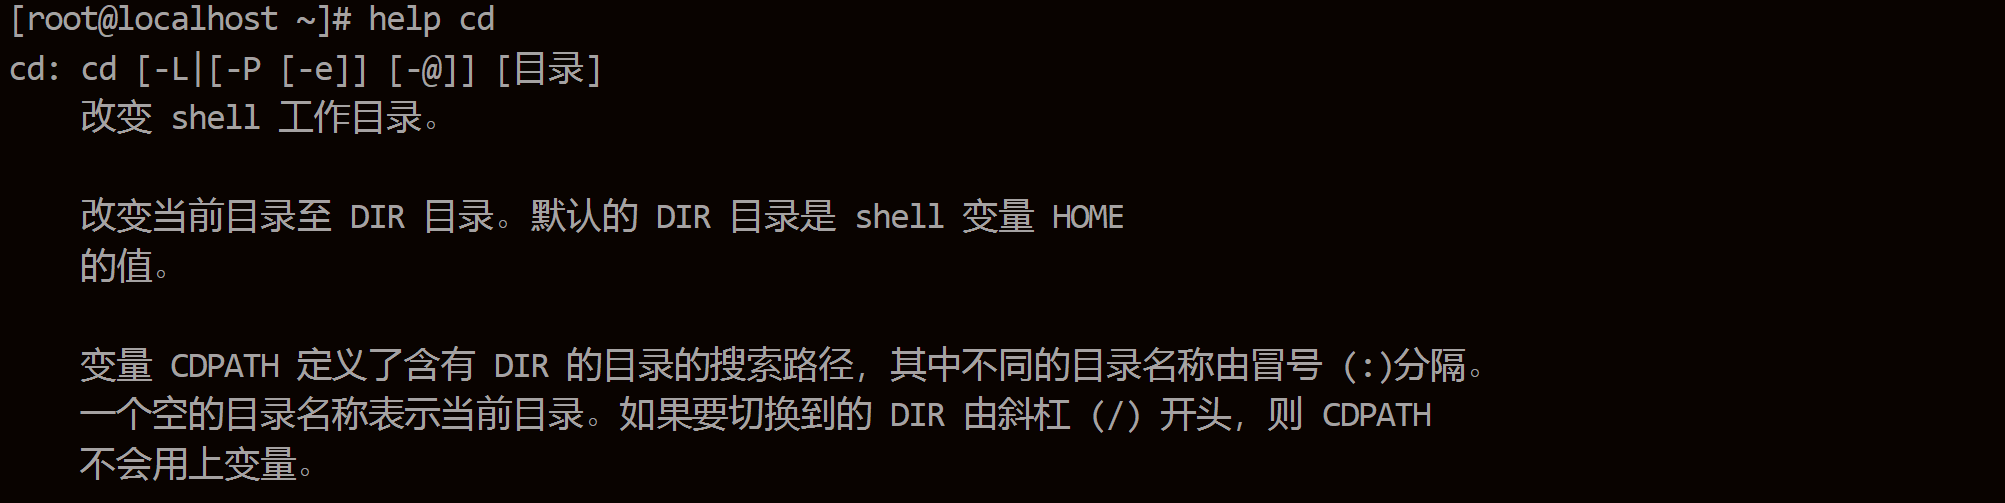 [root@localhost ~]# help cd
cd: cd [-L|[-P [-e]] [-@]] [目录]
改变 shell 工作目录。
改变当前目录至 DIR 目录。默认的 DIR 目录是 shell 变量 HOME
的值。
变量 CDPATH 定义了含有 DIR 的目录的搜索路径，其中不同的目录名称由冒号 (:)分隔。
一个空的目录名称表示当前目录。如果要切换到的 DIR 由斜杠 (/) 开头，则 CDPATH
不会用上变量。